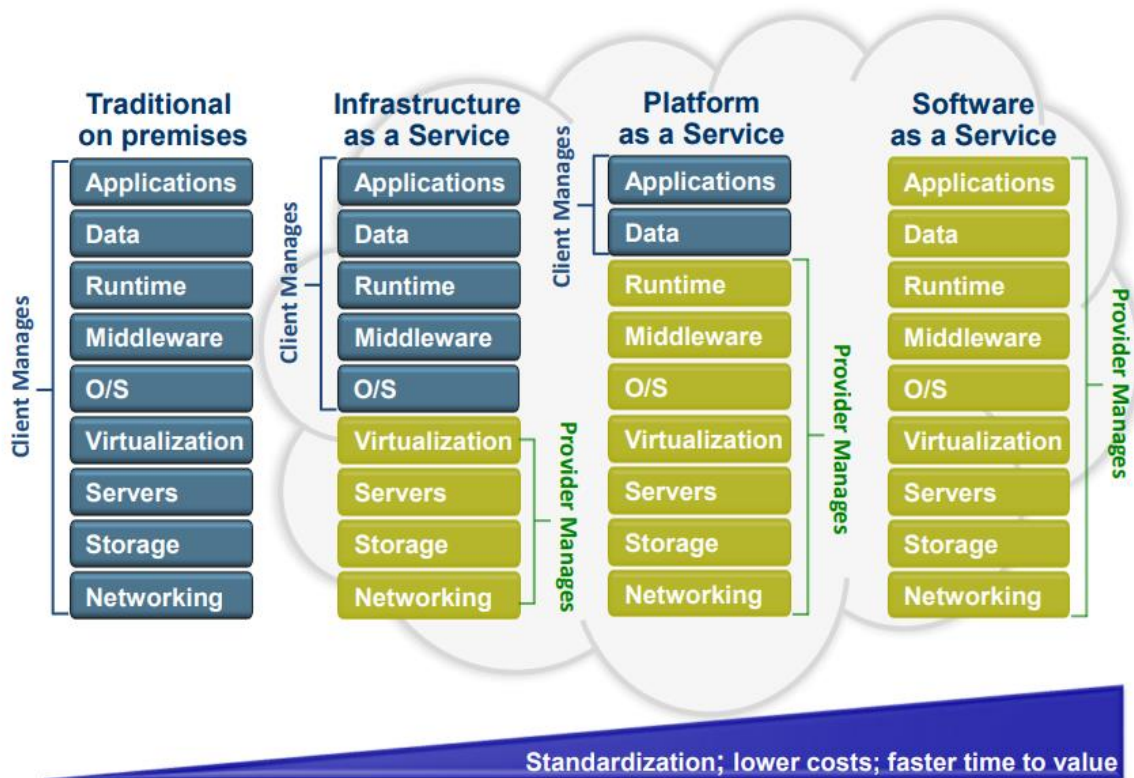 Traditional
on premises
Client Manages
Applications
Data
Runtime
Middleware
O/S
Virtualization
Servers
Storage
Networking
Infrastructure
as a Service
Client Manages
Applications
Data
Runtime
Middleware
O/S
Virtualization
Servers
Storage
Networking
Provider Manages
Platform
as a Service
Client Manages
Applications
Data
Runtime
Middleware
O/S
Virtualization
Servers
Storage
Networking
Provider Manages
Software
as a Service
Applications
Data
Runtime
Middleware
O/S
Virtualization
Servers
Storage
Networking
Provider Manages
Standardization; lower costs; faster time to value